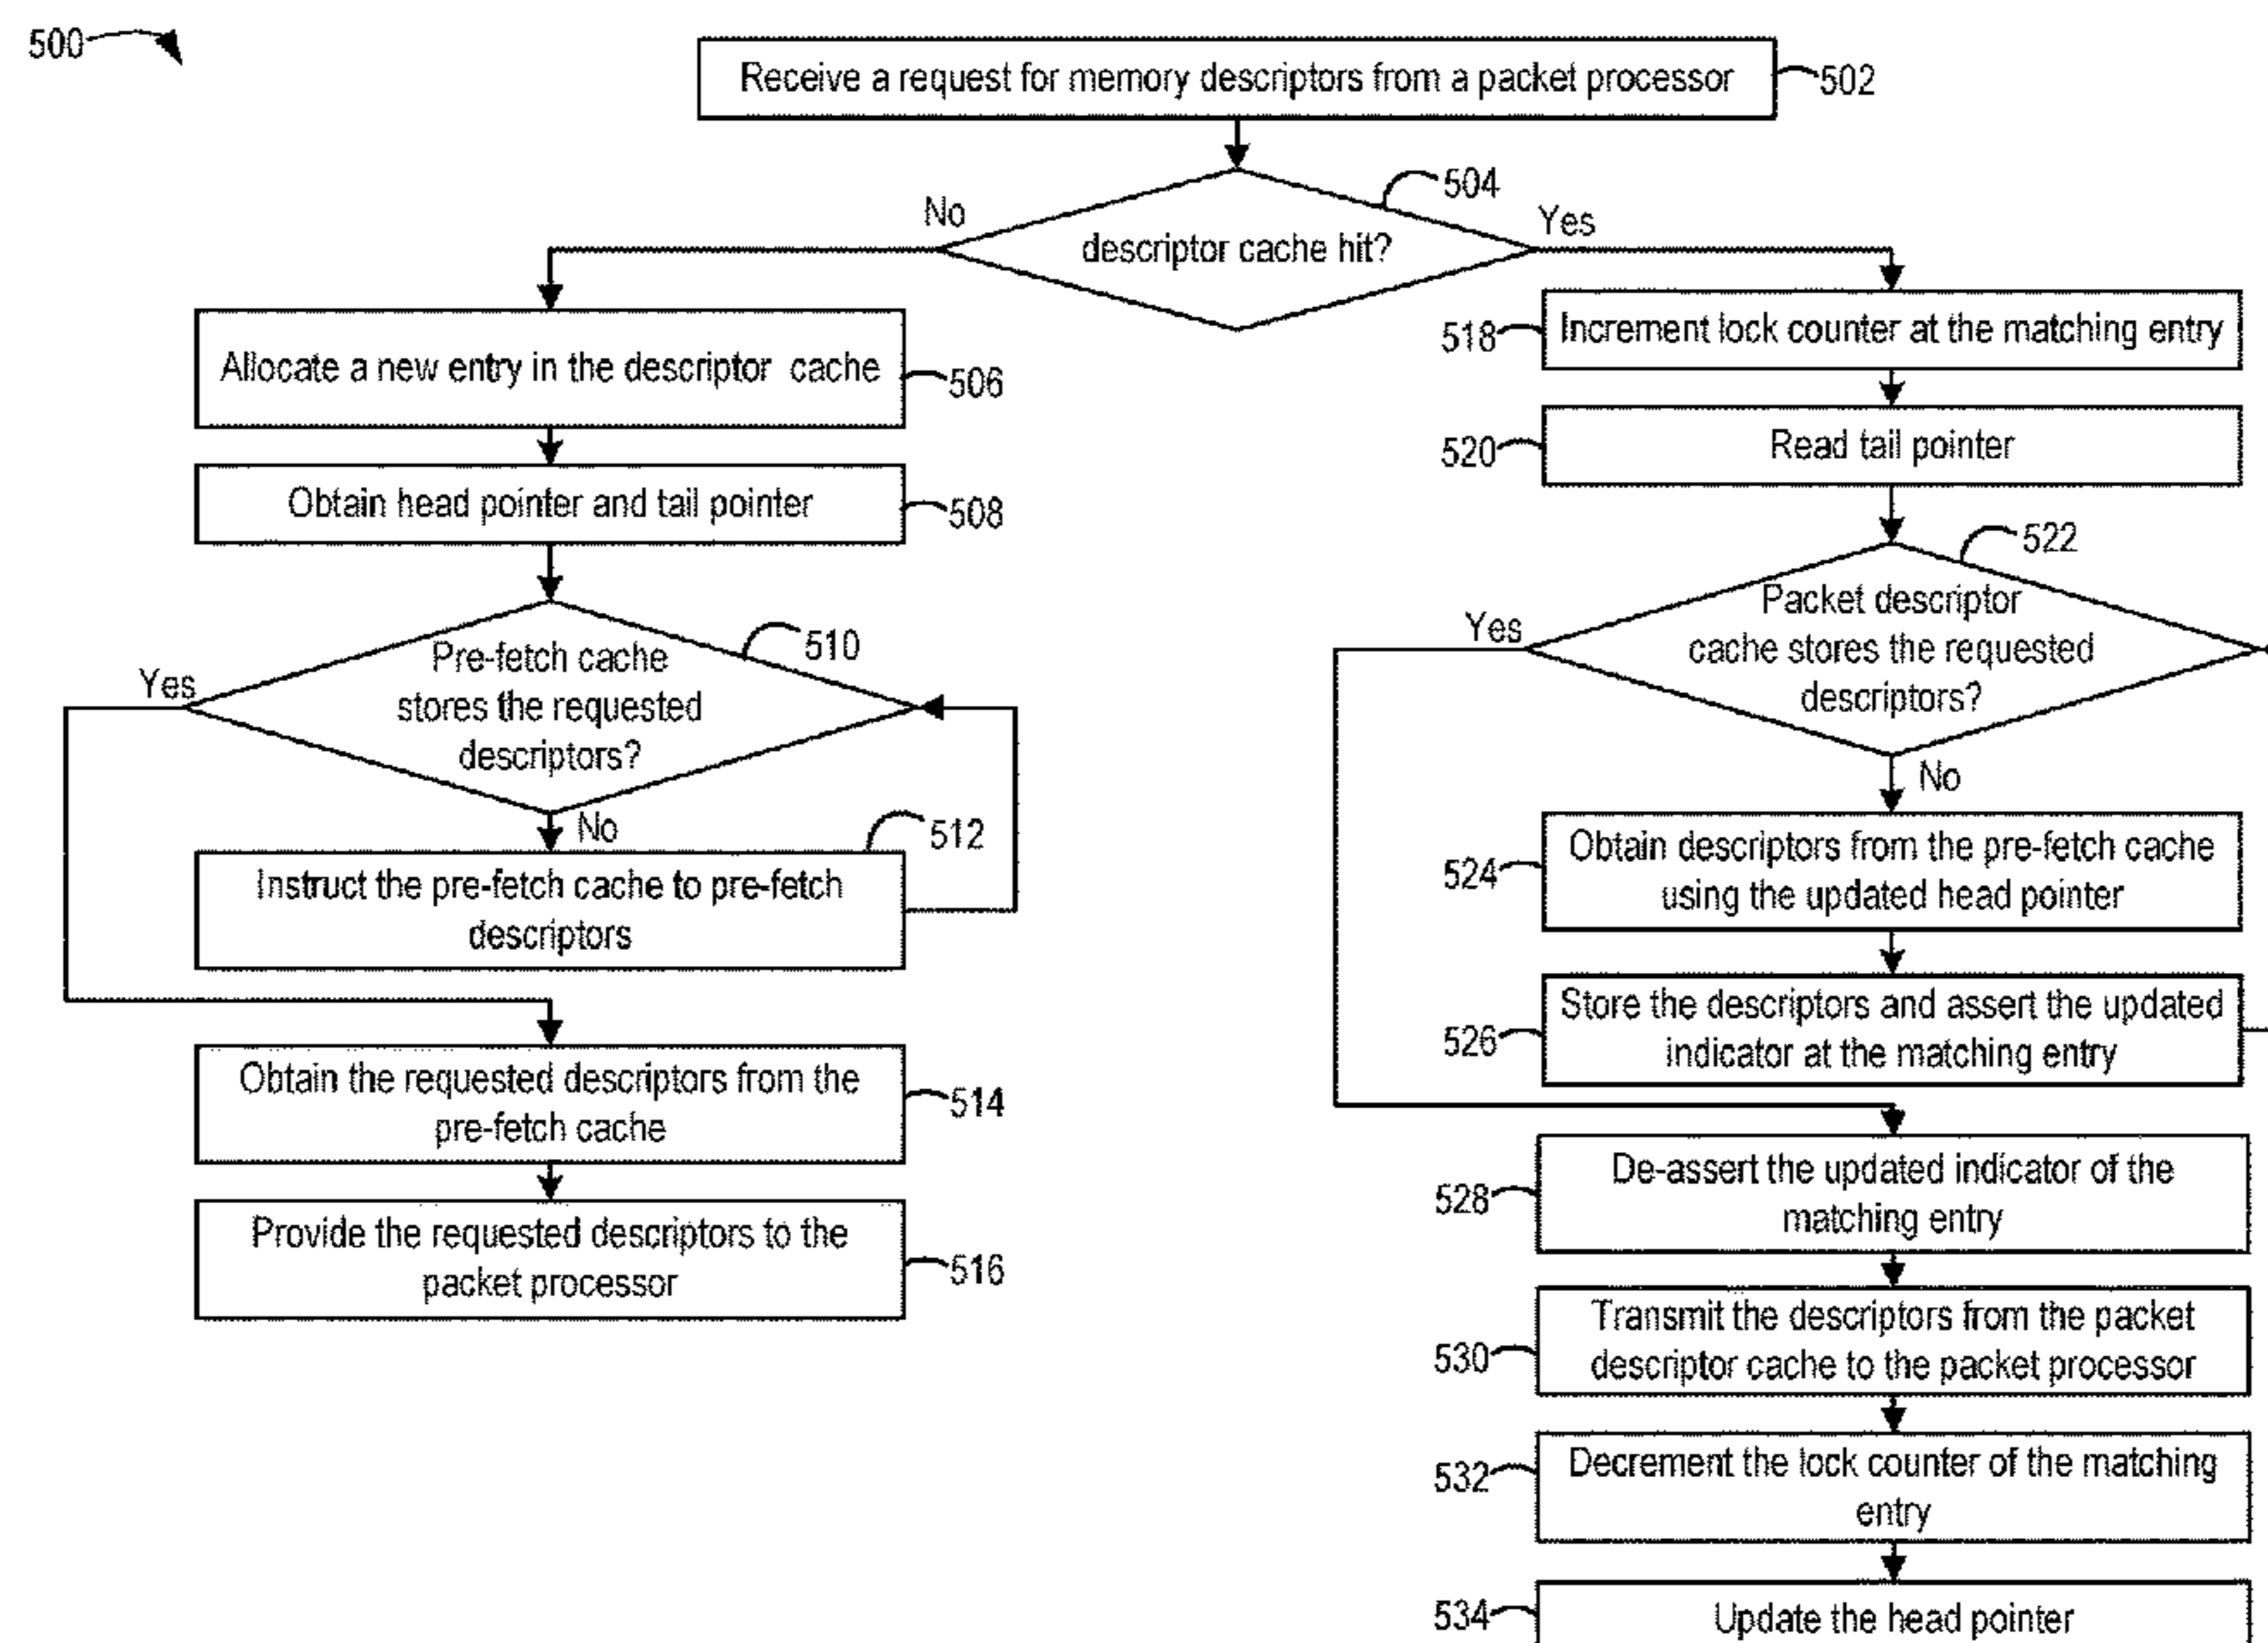 500
Receive a request for memory descriptors from a packet processor
502
504
No
descriptor cache hit?
Yes
Allocate a new entry in the descriptor cache
506
Obtain head pointer and tail pointer
508
510
Yes
Pre-fetch cache
stores the requested
descriptors?
No
512
Instruct the pre-fetch cache to pre-fetch
descriptors
Obtain the requested descriptors from the
pre-fetch cache
514
Provide the requested descriptors to the
packet processor
516
518
Increment lock counter at the matching entry
520
Read tail pointer
522
Yes
Packet descriptor
cache stores the requested
descriptors?
No
524
Obtain descriptors from the pre-fetch cache
using the updated head pointer
526
Store the descriptors and assert the updated
indicator at the matching entry
528
De-assert the updated indicator of the
matching entry
530
Transmit the descriptors from the packet
descriptor cache to the packet processor
532
Decrement the lock counter of the matching
entry
534
Update the head pointer